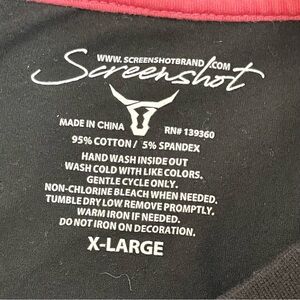 WWW.SCREENSHOTBRAND.COM
Screenshot
MADE IN CHINA RN# 139360
95% COTTON / 5% SPANDEX
HAND WASH INSIDE OUT
WASH COLD WITH LIKE COLORS.
GENTLE CYCLE ONLY.
NON-CHLORINE BLEACH WHEN NEEDED.
TUMBLE DRY LOW REMOVE PROMPTLY.
WARM IRON IF NEEDED.
DO NOT IRON ON DECORATION.
X-LARGE